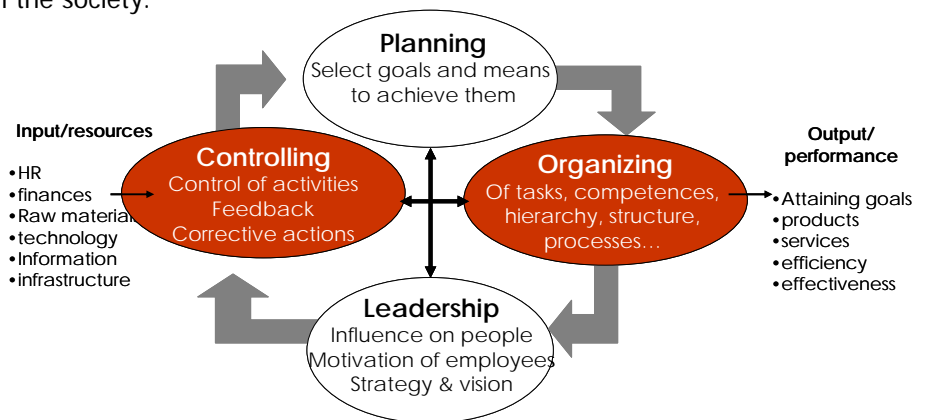 the society.
Planning
Select goals and means
to achieve them
Input/resources
•HR
•finances
•Raw material
•technology
•Information
•infrastructure
Controlling
Control of activities
Feedback
Corrective actions
Organizing
Of tasks, competences,
hierarchy, structure,
processes…
Output/
performance
•Attaining goals
•products
•services
•efficiency
•effectiveness
Leadership
Influence on people
Motivation of employees
Strategy & vision